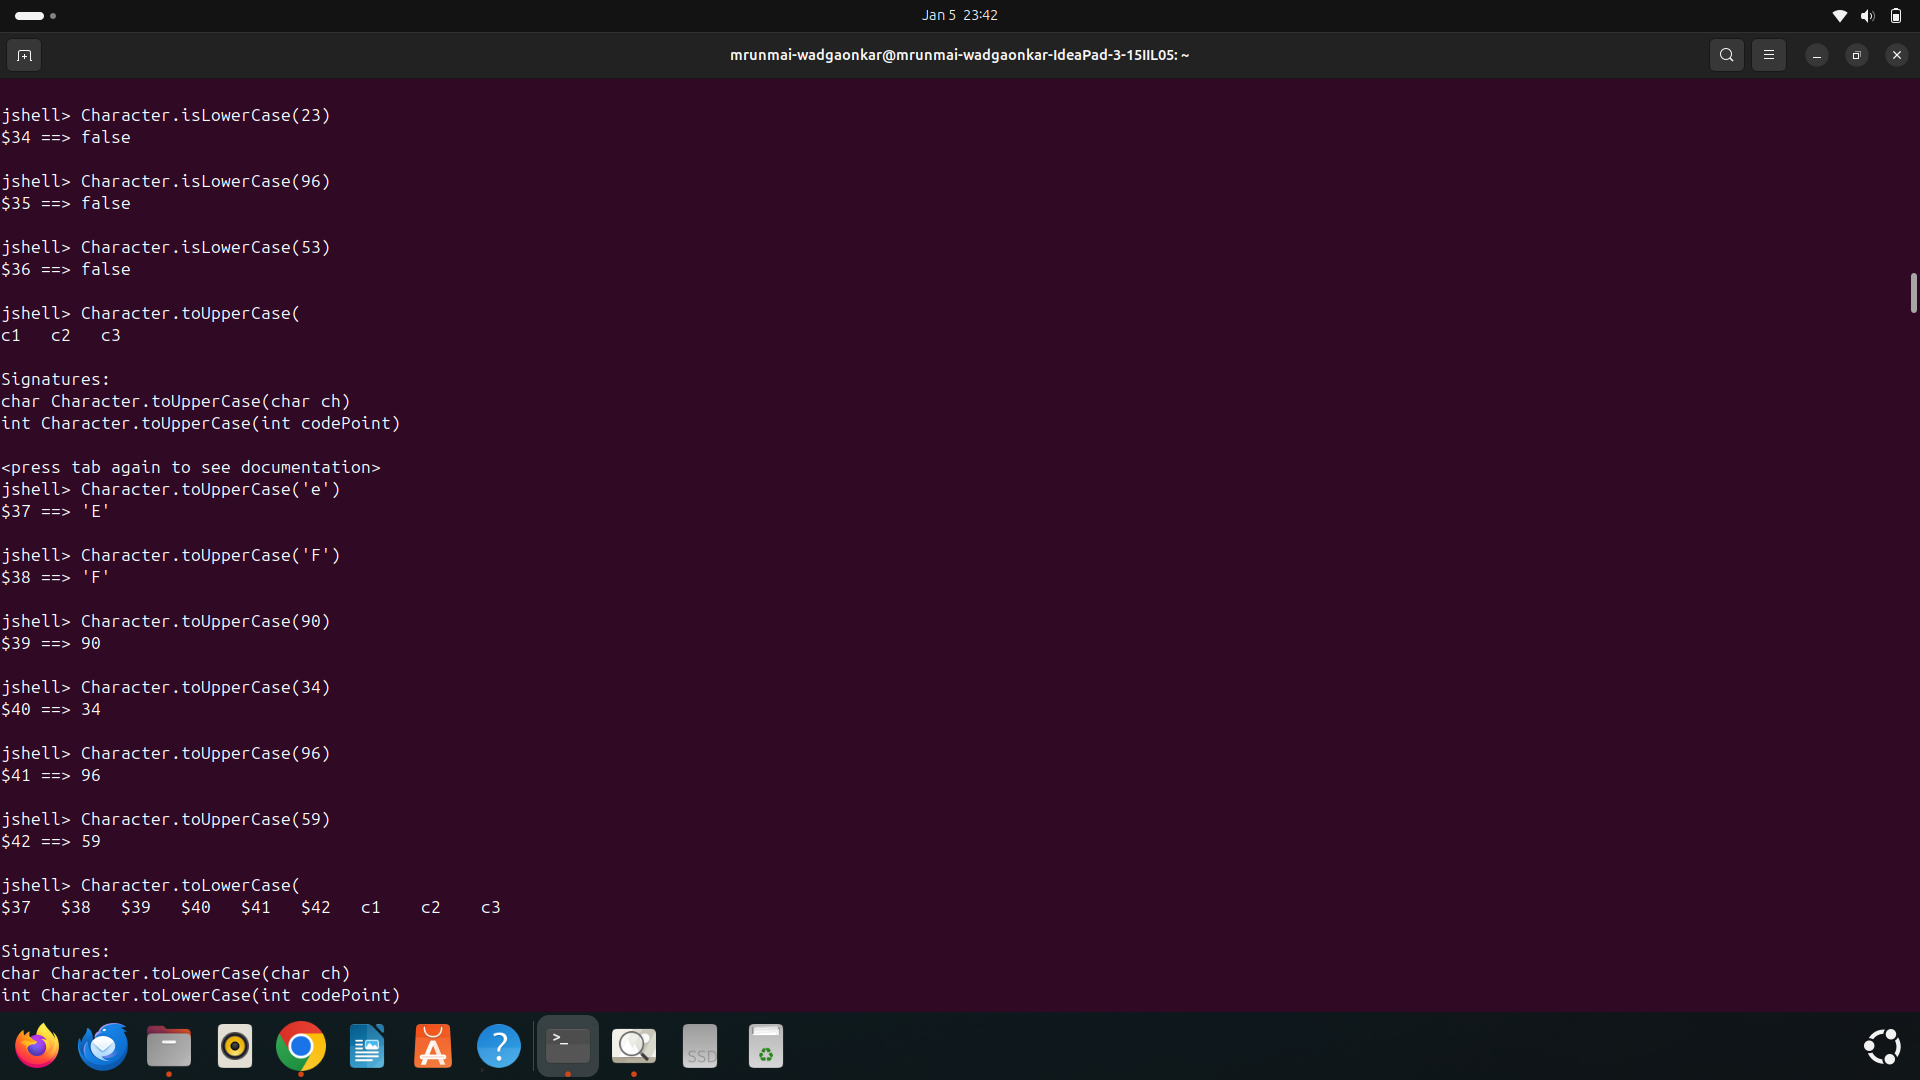 Jan 5 23:42
mrunmai-wadgaonkar@mrunmai-wadgaonkar-IdeaPad-3-15IIL05: ~
jshell> Character.isLowerCase(23)
$34 ==> false
jshell> Character.isLowerCase(96)
$35 ==> false
jshell> Character.isLowerCase(53)
$36 ==> false
jshell> Character.toUpperCase(
c1   c2   c3
Signatures:
char Character.toUpperCase(char ch)
int Character.toUpperCase(int codePoint)
<press tab again to see documentation>
jshell> Character.toUpperCase('e')
$37 ==> 'E'
jshell> Character.toUpperCase('F')
$38 ==> 'F'
jshell> Character.toUpperCase(90)
$39 ==> 90
jshell> Character.toUpperCase(34)
$40 ==> 34
jshell> Character.toUpperCase(96)
$41 ==> 96
jshell> Character.toUpperCase(59)
$42 ==> 59
jshell> Character.toLowerCase(
$37   $38   $39   $40   $41   $42   c1    c2    c3
Signatures:
char Character.toLowerCase(char ch)
int Character.toLowerCase(int codePoint)
>_
?
SSD